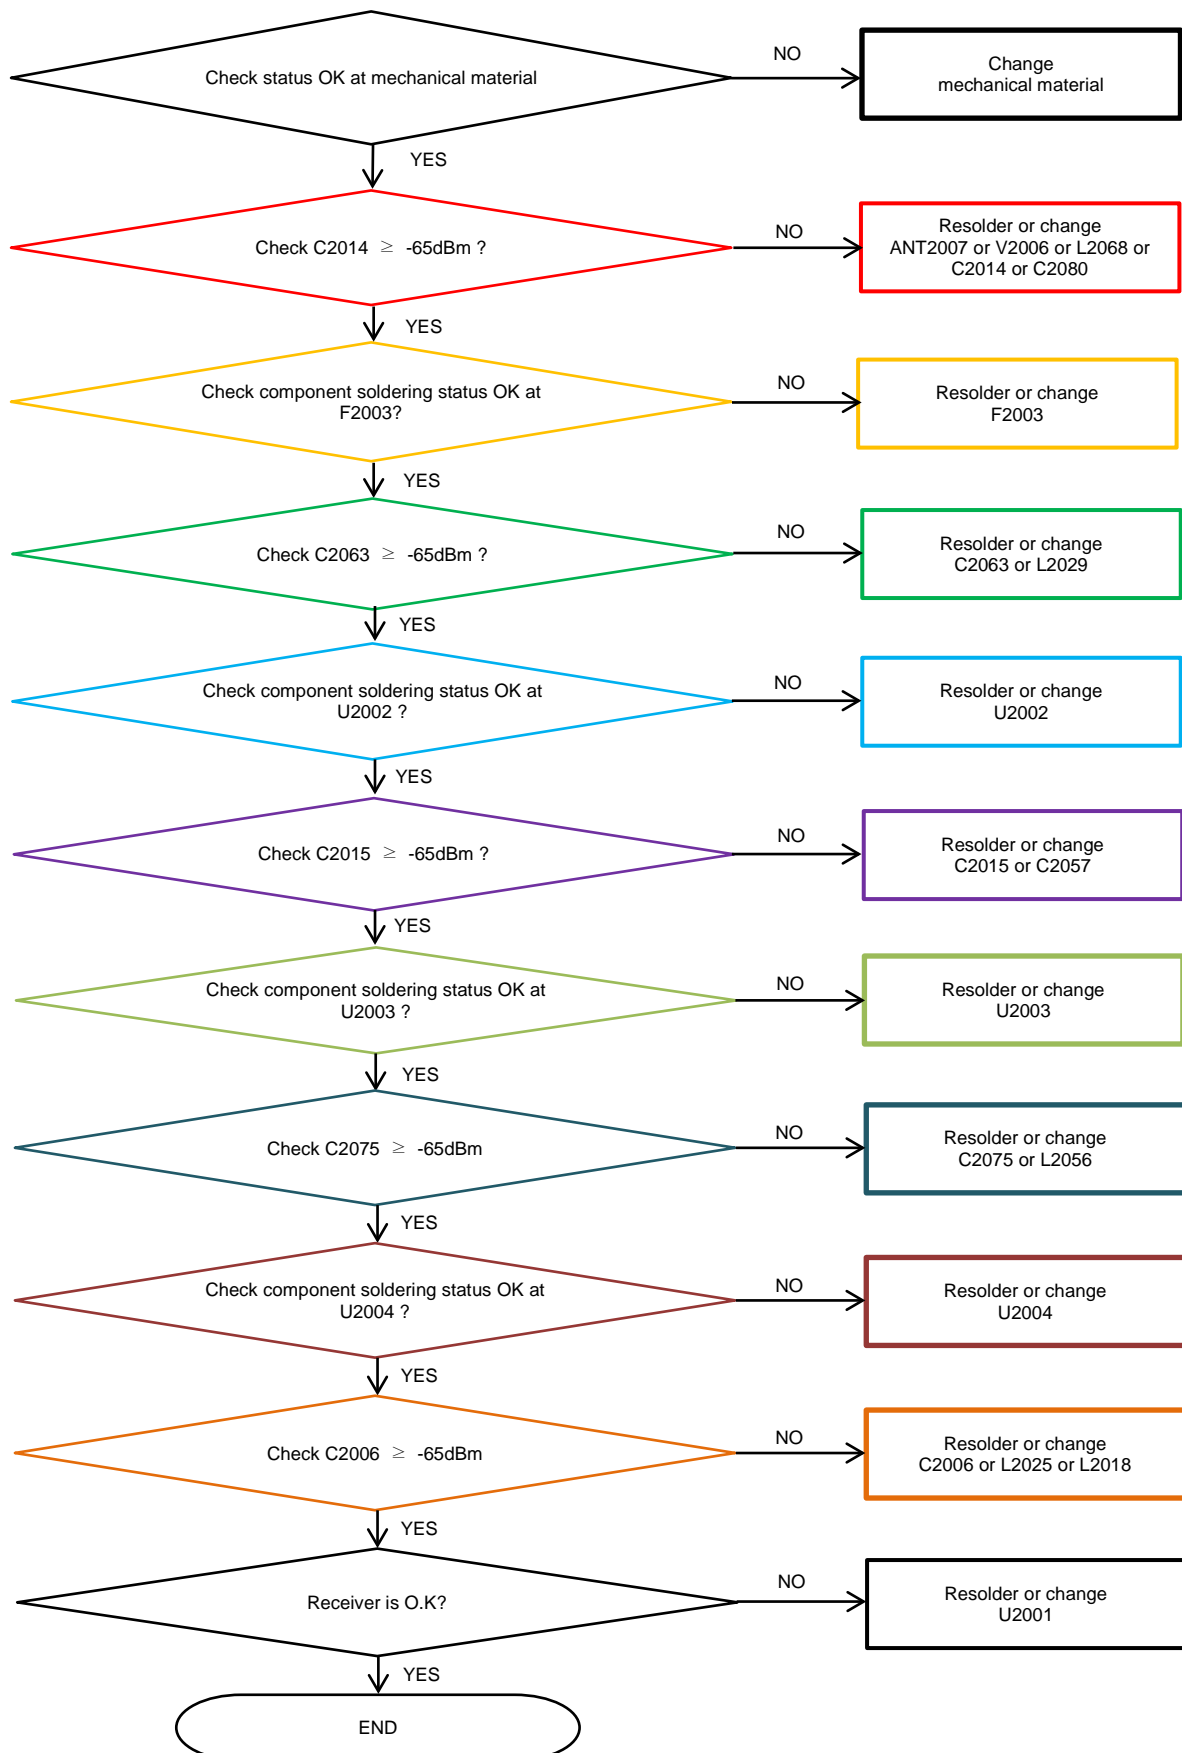 Check status OK at mechanical material
NO
Change
mechanical material
YES
Check C2014 ≥ -65dBm ?
NO
Resolder or change
ANT2007 or V2006 or L2068 or
C2014 or C2080
YES
Check component soldering status OK at
F2003?
NO
Resolder or change
F2003
YES
Check C2063 ≥ -65dBm ?
NO
Resolder or change
C2063 or L2029
YES
Check component soldering status OK at
U2002 ?
NO
Resolder or change
U2002
YES
Check C2015 ≥ -65dBm ?
NO
Resolder or change
C2015 or C2057
YES
Check component soldering status OK at
U2003 ?
NO
Resolder or change
U2003
YES
Check C2075 ≥ -65dBm
NO
Resolder or change
C2075 or L2056
YES
Check component soldering status OK at
U2004 ?
NO
Resolder or change
U2004
YES
Check C2006 ≥ -65dBm
NO
Resolder or change
C2006 or L2025 or L2018
YES
Receiver is O.K?
NO
Resolder or change
U2001
YES
END